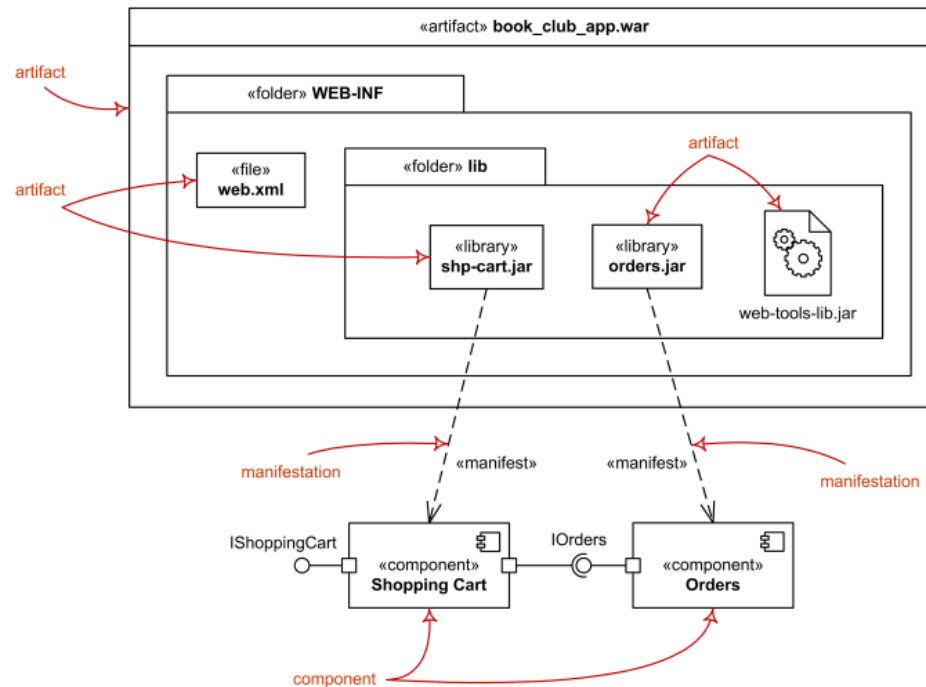 «artifact» book_club_app.war
artifact
«folder» WEB-INF
artifact
«folder» lib
«file»
web.xml
artifact
«library»
shp-cart.jar
«library»
orders.jar
web-tools-lib.jar
manifestation
«manifest»
«manifest»
manifestation
IShoppingCart
IOrders
«component»
Shopping Cart
«component»
Orders
component